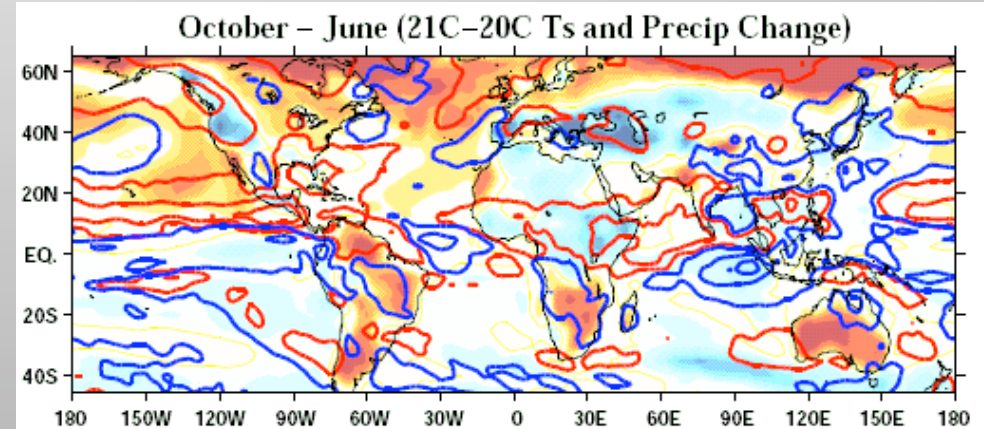 October – June (21C–20C Ts and Precip Change)
60N
40N
20N
EQ.
20S
40S
180 150W 120W 90W 60W 30W 0 30E 60E 90E 120E 150E 180